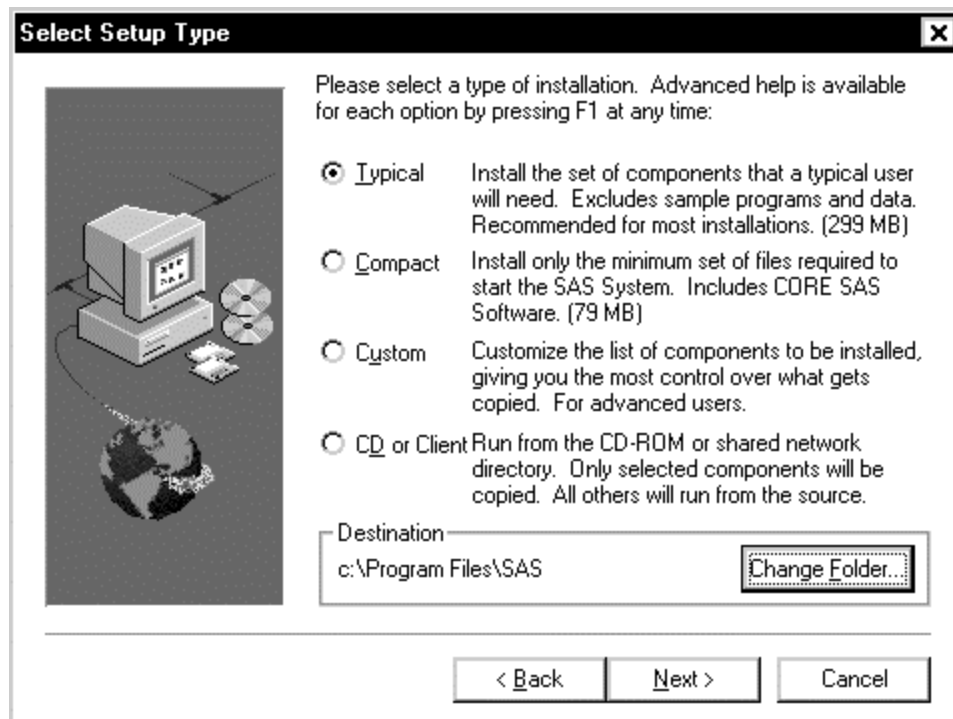 Select Setup Type
Please select a type of installation.  Advanced help is available
for each option by pressing F1 at any time:
Typical
Install the set of components that a typical user
will need.  Excludes sample programs and data.
Recommended for most installations. (299 MB)
Compact
Install only the minimum set of files required to
start the SAS System.  Includes CORE SAS
Software. (79 MB)
Custom
Customize the list of components to be installed,
giving you the most control over what gets
copied.  For advanced users.
CD or Client
Run from the CD-ROM or shared network
directory.  Only selected components will be
copied.  All others will run from the source.
Destination
c:\Program Files\SAS
Change Folder...
< Back
Next >
Cancel